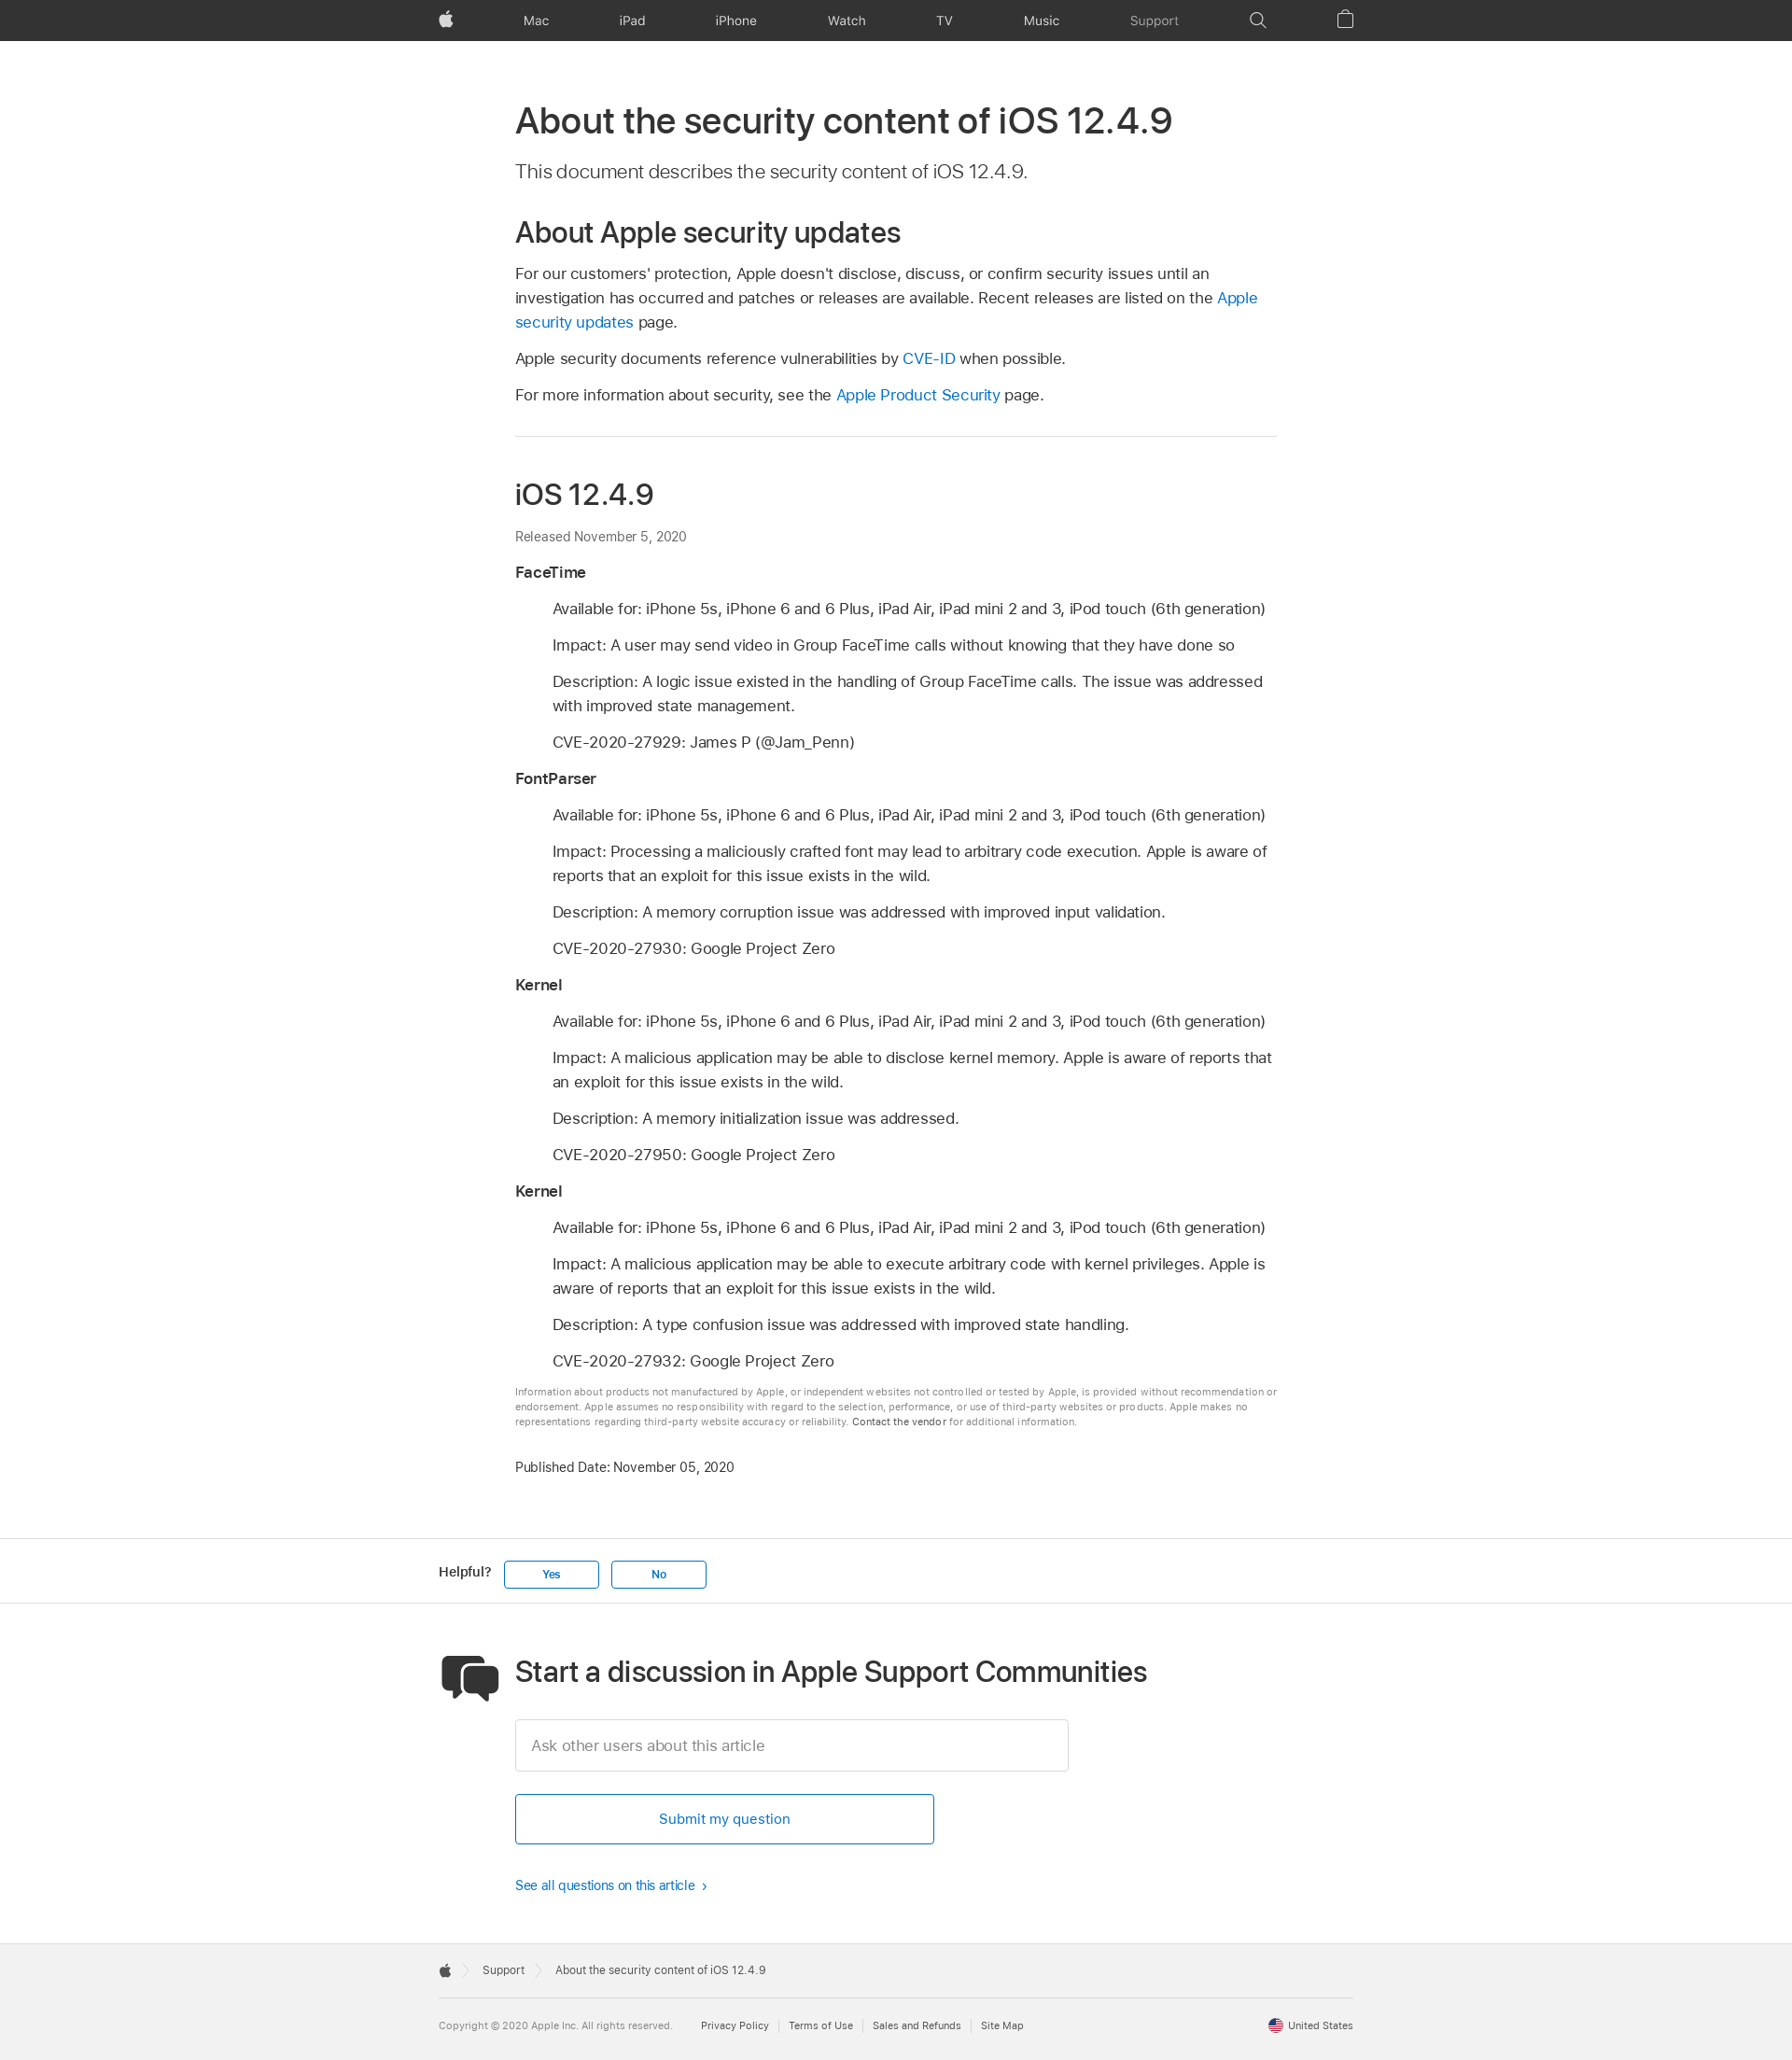 Mac iPad iPhone Watch TV Music Support
About the security content of iOS 12.4.9
This document describes the security content of iOS 12.4.9.
About Apple security updates
For our customers' protection, Apple doesn't disclose, discuss, or confirm security issues until an
investigation has occurred and patches or releases are available. Recent releases are listed on the Apple
security updates page.
Apple security documents reference vulnerabilities by CVE-ID when possible.
For more information about security, see the Apple Product Security page.
iOS 12.4.9
Released November 5, 2020
FaceTime
Available for: iPhone 5s, iPhone 6 and 6 Plus, iPad Air, iPad mini 2 and 3, iPod touch (6th generation)
Impact: A user may send video in Group FaceTime calls without knowing that they have done so
Description: A logic issue existed in the handling of Group FaceTime calls. The issue was addressed
with improved state management.
CVE-2020-27929: James P (@Jam_Penn)
FontParser
Available for: iPhone 5s, iPhone 6 and 6 Plus, iPad Air, iPad mini 2 and 3, iPod touch (6th generation)
Impact: Processing a maliciously crafted font may lead to arbitrary code execution. Apple is aware of
reports that an exploit for this issue exists in the wild.
Description: A memory corruption issue was addressed with improved input validation.
CVE-2020-27930: Google Project Zero
Kernel
Available for: iPhone 5s, iPhone 6 and 6 Plus, iPad Air, iPad mini 2 and 3, iPod touch (6th generation)
Impact: A malicious application may be able to disclose kernel memory. Apple is aware of reports that
an exploit for this issue exists in the wild.
Description: A memory initialization issue was addressed.
CVE-2020-27950: Google Project Zero
Kernel
Available for: iPhone 5s, iPhone 6 and 6 Plus, iPad Air, iPad mini 2 and 3, iPod touch (6th generation)
Impact: A malicious application may be able to execute arbitrary code with kernel privileges. Apple is
aware of reports that an exploit for this issue exists in the wild.
Description: A type confusion issue was addressed with improved state handling.
CVE-2020-27932: Google Project Zero
Information about products not manufactured by Apple, or independent websites not controlled or tested by Apple, is provided without recommendation or
endorsement. Apple assumes no responsibility with regard to the selection, performance, or use of third-party websites or products. Apple makes no
representations regarding third-party website accuracy or reliability. Contact the vendor for additional information.
Published Date: November 05, 2020
Helpful? Yes No
Start a discussion in Apple Support Communities
Ask other users about this article
Submit my question
See all questions on this article ›
Support About the security content of iOS 12.4.9
Copyright © 2020 Apple Inc. All rights reserved. Privacy Policy Terms of Use Sales and Refunds Site Map United States